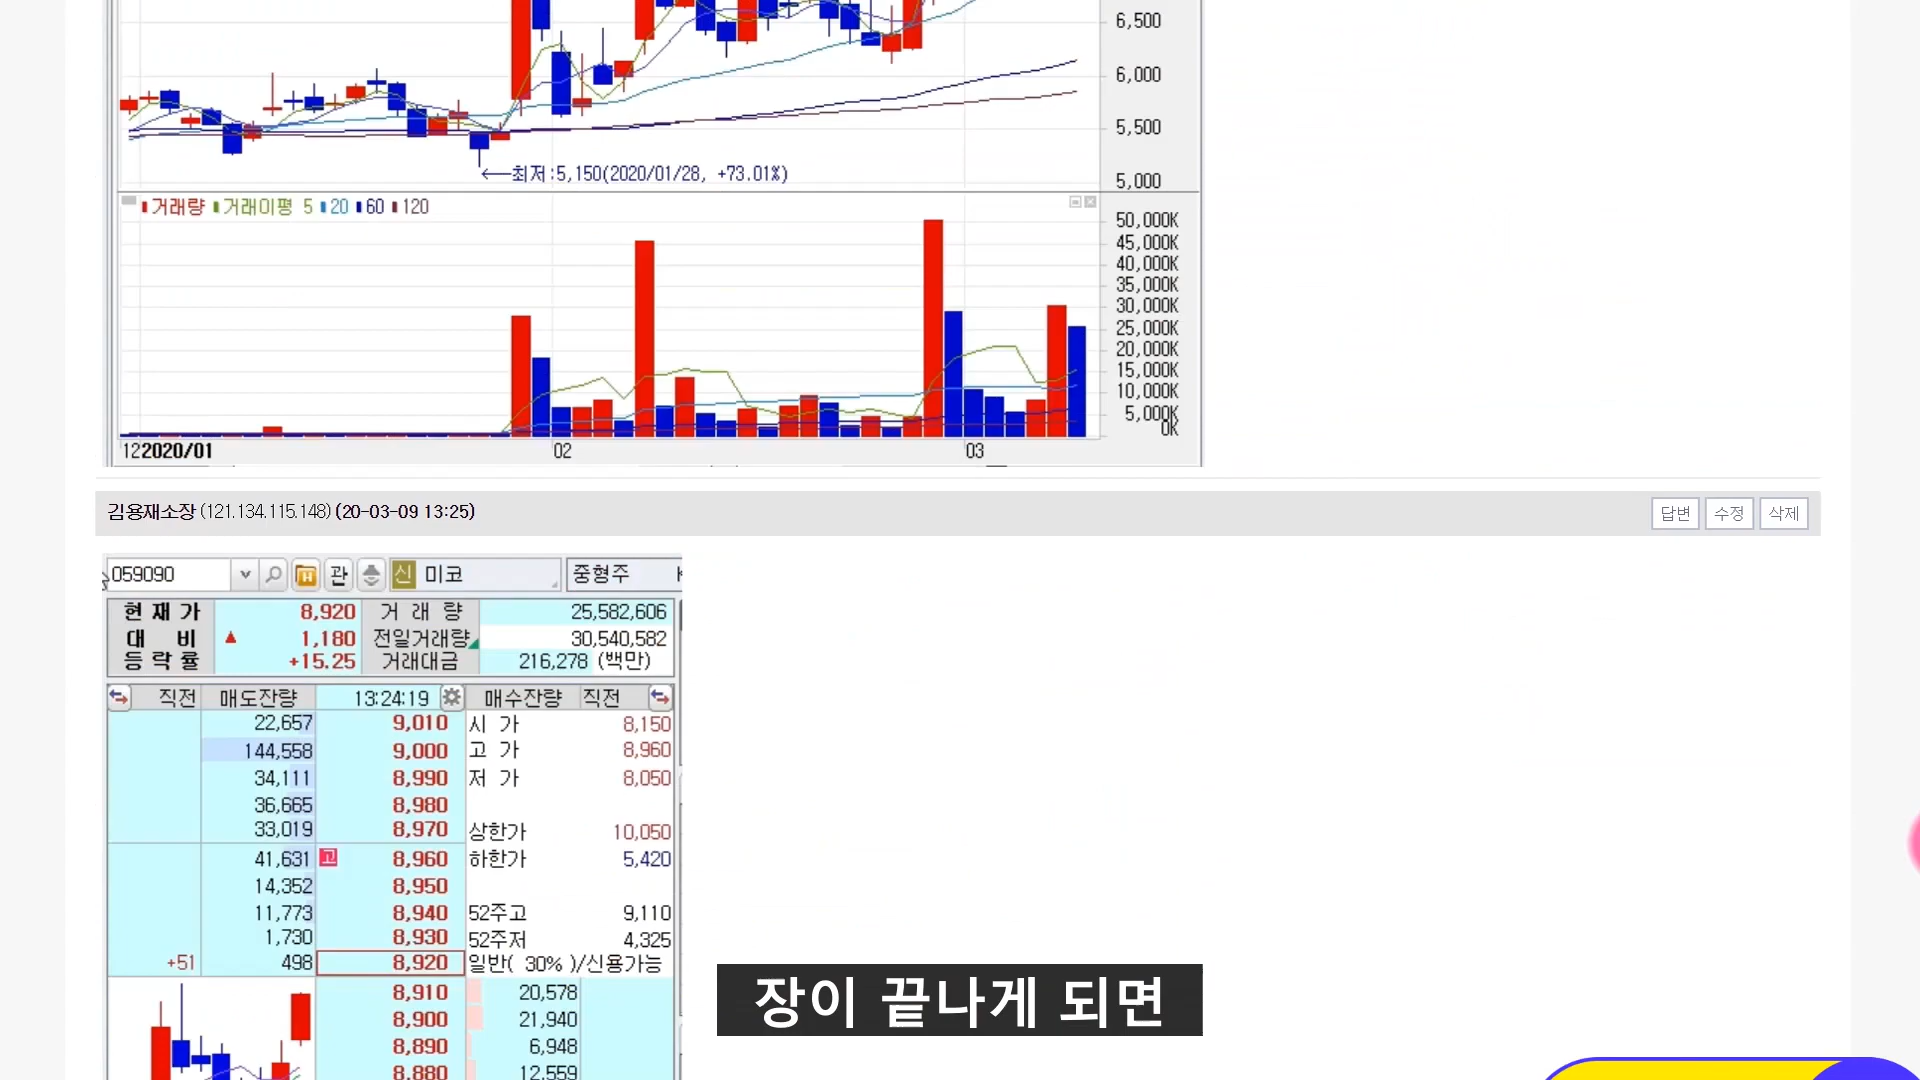 6,500
6,000
5,500
←최저:5,150(2020/01/28, +73.01%)
5,000
거래량 거래이평 5 20 60 120
50,000K
45,000K
40,000K
35,000K
30,000K
25,000K
20,000K
15,000K
10,000K
5,000K
0K
12 2020/01 02 03
김용재소장 (121.134.115.148) (20-03-09 13:25) 답변 수정 삭제
059090 관 신 미코 중형주
현재가 8,920 거래량 25,582,606
대비 ▲ 1,180 전일거래량 30,540,582
등락률 +15.25 거래대금 216,278 (백만)
직전 매도잔량 13:24:19 매수잔량 직전
22,657 9,010 시가 8,150
144,558 9,000 고가 8,960
34,111 8,990 저가 8,050
36,665 8,980
33,019 8,970 상한가 10,050
41,631 고 8,960 하한가 5,420
14,352 8,950
11,773 8,940 52주고 9,110
1,730 8,930 52주저 4,325
+51 498 8,920 일반( 30% )/신용가능
8,910 20,578
8,900 21,940
8,890 6,948
8,880 12,559
장이 끝나게 되면